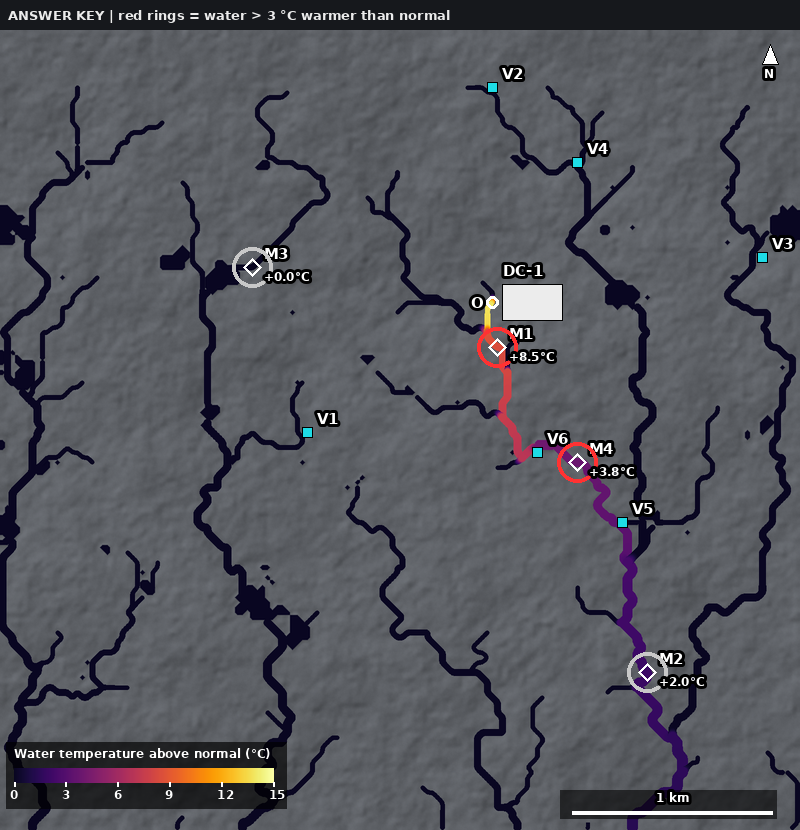 ANSWER KEY | red rings = water > 3 °C warmer than normal
N
V2
V4
V3
M3
+0.0°C
DC-1
O
M1
+8.5°C
V1
V6
M4
+3.8°C
V5
M2
+2.0°C
Water temperature above normal (°C)
0 3 6 9 12 15
1 km